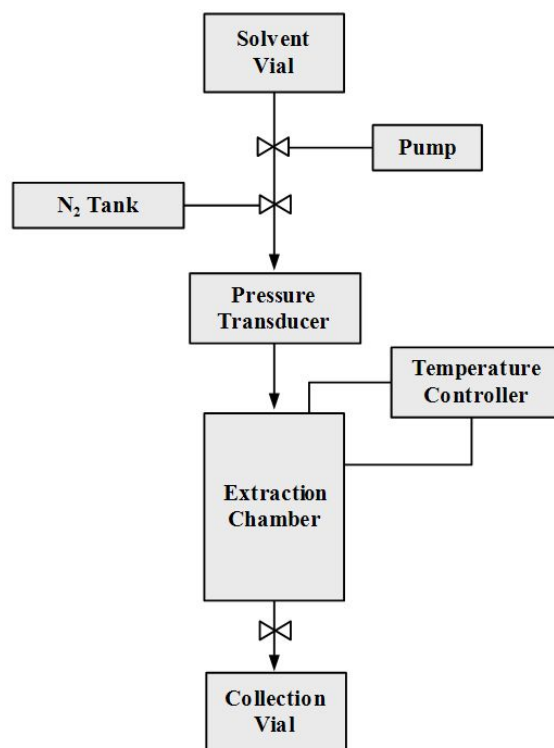 Solvent
Vial
Pump
N₂ Tank
Pressure
Transducer
Temperature
Controller
Extraction
Chamber
Collection
Vial